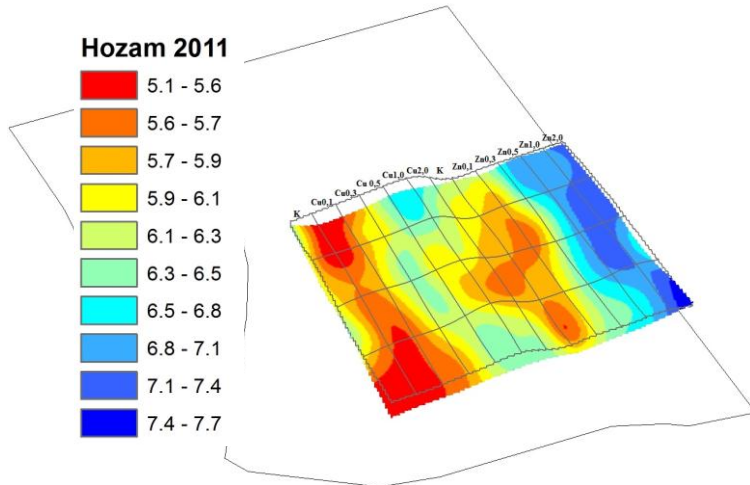 Hozam 2011
5.1 - 5.6
5.6 - 5.7
5.7 - 5.9
5.9 - 6.1
6.1 - 6.3
6.3 - 6.5
6.5 - 6.8
6.8 - 7.1
7.1 - 7.4
7.4 - 7.7
K Cu0,1 Cu0,3 Cu 0,5 Cu1,0 Cu2,0 K Zn0,1 Zn0,3 Zn0,5 Zn1,0 Zn2,0